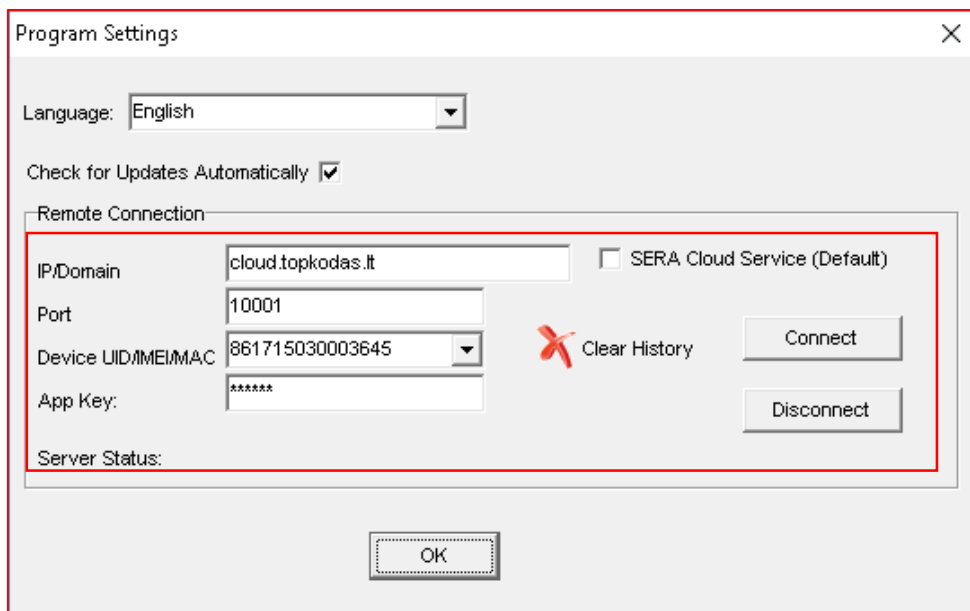 Program Settings
Language: English
Check for Updates Automatically
Remote Connection
IP/Domain cloud.topkodas.lt SERA Cloud Service (Default)
Port 10001
Device UID/IMEI/MAC 861715030003645 Clear History Connect
App Key: ****** Disconnect
Server Status:
OK